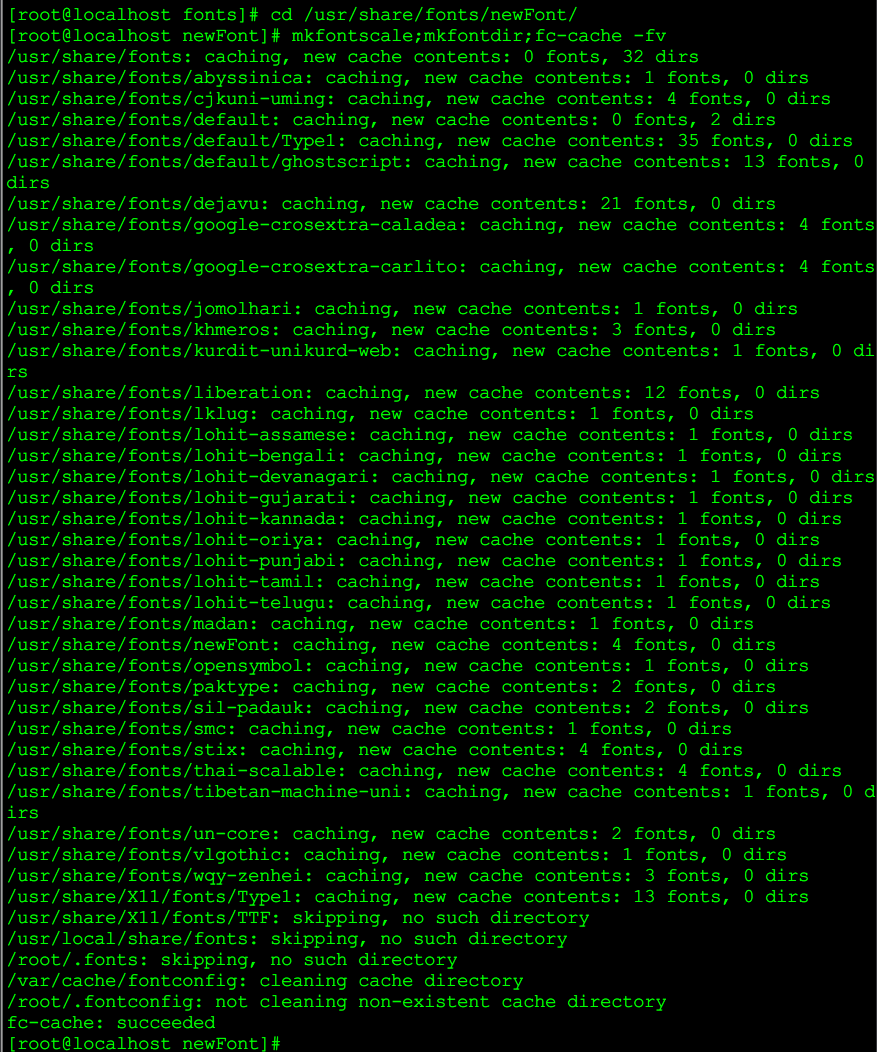 [root@localhost fonts]# cd /usr/share/fonts/newFont/
[root@localhost newFont]# mkfontscale;mkfontdir;fc-cache -fv
/usr/share/fonts: caching, new cache contents: 0 fonts, 32 dirs
/usr/share/fonts/abyssinica: caching, new cache contents: 1 fonts, 0 dirs
/usr/share/fonts/cjkuni-uming: caching, new cache contents: 4 fonts, 0 dirs
/usr/share/fonts/default: caching, new cache contents: 0 fonts, 2 dirs
/usr/share/fonts/default/Type1: caching, new cache contents: 35 fonts, 0 dirs
/usr/share/fonts/default/ghostscript: caching, new cache contents: 13 fonts, 0
dirs
/usr/share/fonts/dejavu: caching, new cache contents: 21 fonts, 0 dirs
/usr/share/fonts/google-crosextra-caladea: caching, new cache contents: 4 fonts
, 0 dirs
/usr/share/fonts/google-crosextra-carlito: caching, new cache contents: 4 fonts
, 0 dirs
/usr/share/fonts/jomolhari: caching, new cache contents: 1 fonts, 0 dirs
/usr/share/fonts/khmeros: caching, new cache contents: 3 fonts, 0 dirs
/usr/share/fonts/kurdit-unikurd-web: caching, new cache contents: 1 fonts, 0 di
rs
/usr/share/fonts/liberation: caching, new cache contents: 12 fonts, 0 dirs
/usr/share/fonts/lklug: caching, new cache contents: 1 fonts, 0 dirs
/usr/share/fonts/lohit-assamese: caching, new cache contents: 1 fonts, 0 dirs
/usr/share/fonts/lohit-bengali: caching, new cache contents: 1 fonts, 0 dirs
/usr/share/fonts/lohit-devanagari: caching, new cache contents: 1 fonts, 0 dirs
/usr/share/fonts/lohit-gujarati: caching, new cache contents: 1 fonts, 0 dirs
/usr/share/fonts/lohit-kannada: caching, new cache contents: 1 fonts, 0 dirs
/usr/share/fonts/lohit-oriya: caching, new cache contents: 1 fonts, 0 dirs
/usr/share/fonts/lohit-punjabi: caching, new cache contents: 1 fonts, 0 dirs
/usr/share/fonts/lohit-tamil: caching, new cache contents: 1 fonts, 0 dirs
/usr/share/fonts/lohit-telugu: caching, new cache contents: 1 fonts, 0 dirs
/usr/share/fonts/madan: caching, new cache contents: 1 fonts, 0 dirs
/usr/share/fonts/newFont: caching, new cache contents: 4 fonts, 0 dirs
/usr/share/fonts/opensymbol: caching, new cache contents: 1 fonts, 0 dirs
/usr/share/fonts/paktype: caching, new cache contents: 2 fonts, 0 dirs
/usr/share/fonts/sil-padauk: caching, new cache contents: 2 fonts, 0 dirs
/usr/share/fonts/smc: caching, new cache contents: 1 fonts, 0 dirs
/usr/share/fonts/stix: caching, new cache contents: 4 fonts, 0 dirs
/usr/share/fonts/thai-scalable: caching, new cache contents: 4 fonts, 0 dirs
/usr/share/fonts/tibetan-machine-uni: caching, new cache contents: 1 fonts, 0 d
irs
/usr/share/fonts/un-core: caching, new cache contents: 2 fonts, 0 dirs
/usr/share/fonts/vlgothic: caching, new cache contents: 1 fonts, 0 dirs
/usr/share/fonts/wqy-zenhei: caching, new cache contents: 3 fonts, 0 dirs
/usr/share/X11/fonts/Type1: caching, new cache contents: 13 fonts, 0 dirs
/usr/share/X11/fonts/TTF: skipping, no such directory
/usr/local/share/fonts: skipping, no such directory
/root/.fonts: skipping, no such directory
/var/cache/fontconfig: cleaning cache directory
/root/.fontconfig: not cleaning non-existent cache directory
fc-cache: succeeded
[root@localhost newFont]#